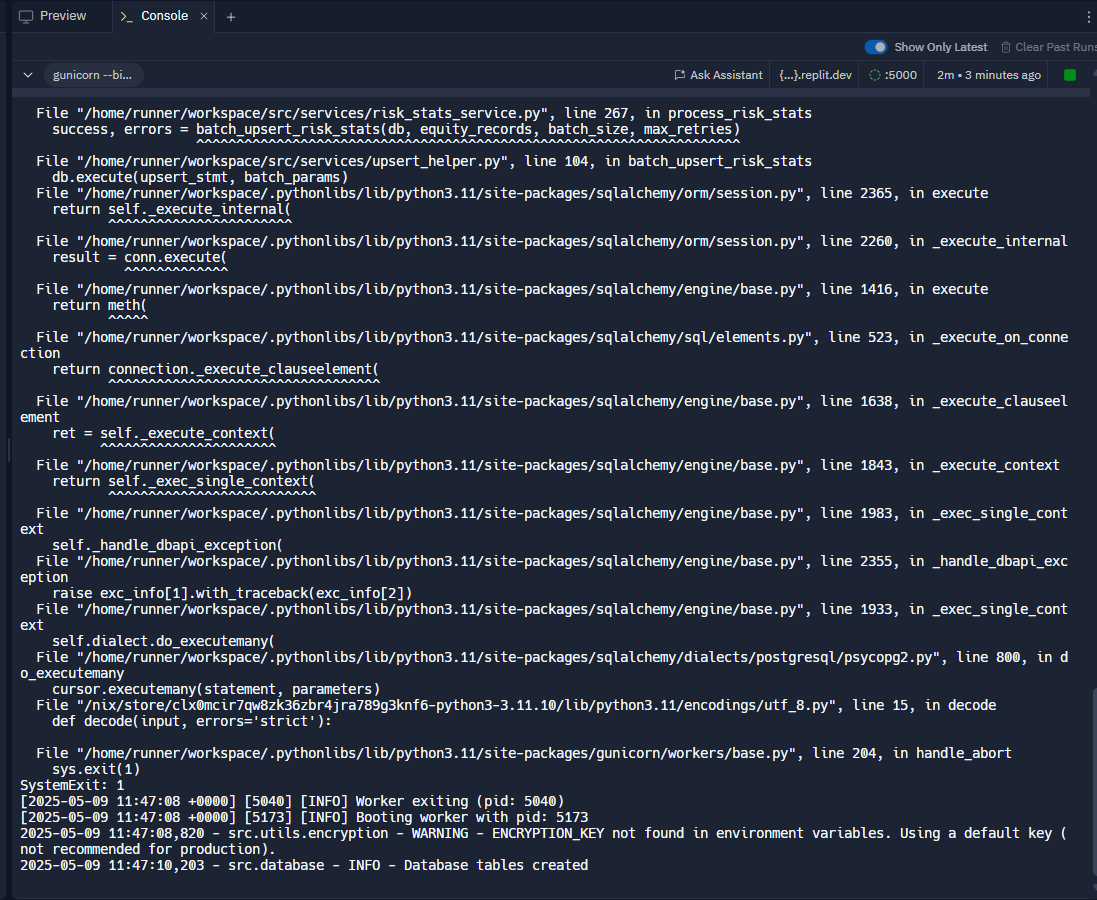 Preview
Console
Show Only Latest
Clear Past Runs
gunicorn --bi...
Ask Assistant
{...}.replit.dev
:5000
2m • 3 minutes ago
File "/home/runner/workspace/src/services/risk_stats_service.py", line 267, in process_risk_stats
success, errors = batch_upsert_risk_stats(db, equity_records, batch_size, max_retries)
^^^^^^^^^^^^^^^^^^^^^^^^^^^^^^^^^^^^^^^^^^^^^^^^^^^^^^^^^^^^^^^^^^^^
File "/home/runner/workspace/src/services/upsert_helper.py", line 104, in batch_upsert_risk_stats
db.execute(upsert_stmt, batch_params)
File "/home/runner/workspace/.pythonlibs/lib/python3.11/site-packages/sqlalchemy/orm/session.py", line 2365, in execute
return self._execute_internal(
^^^^^^^^^^^^^^^^^^^^^^^
File "/home/runner/workspace/.pythonlibs/lib/python3.11/site-packages/sqlalchemy/orm/session.py", line 2260, in _execute_internal
result = conn.execute(
^^^^^^^^^^^^^
File "/home/runner/workspace/.pythonlibs/lib/python3.11/site-packages/sqlalchemy/engine/base.py", line 1416, in execute
return meth(
^^^^^
File "/home/runner/workspace/.pythonlibs/lib/python3.11/site-packages/sqlalchemy/sql/elements.py", line 523, in _execute_on_conne
ction
return connection._execute_clauseelement(
^^^^^^^^^^^^^^^^^^^^^^^^^^^^^^^^^^
File "/home/runner/workspace/.pythonlibs/lib/python3.11/site-packages/sqlalchemy/engine/base.py", line 1638, in _execute_clauseel
ement
ret = self._execute_context(
^^^^^^^^^^^^^^^^^^^^^^
File "/home/runner/workspace/.pythonlibs/lib/python3.11/site-packages/sqlalchemy/engine/base.py", line 1843, in _execute_context
return self._exec_single_context(
^^^^^^^^^^^^^^^^^^^^^^^^^^
File "/home/runner/workspace/.pythonlibs/lib/python3.11/site-packages/sqlalchemy/engine/base.py", line 1983, in _exec_single_cont
ext
self._handle_dbapi_exception(
File "/home/runner/workspace/.pythonlibs/lib/python3.11/site-packages/sqlalchemy/engine/base.py", line 2355, in _handle_dbapi_exc
eption
raise exc_info[1].with_traceback(exc_info[2])
File "/home/runner/workspace/.pythonlibs/lib/python3.11/site-packages/sqlalchemy/engine/base.py", line 1933, in _exec_single_cont
ext
self.dialect.do_executemany(
File "/home/runner/workspace/.pythonlibs/lib/python3.11/site-packages/sqlalchemy/dialects/postgresql/psycopg2.py", line 800, in d
o_executemany
cursor.executemany(statement, parameters)
File "/nix/store/clx0mcir7qw8zk36zbr4jra789g3knf6-python3-3.11.10/lib/python3.11/encodings/utf_8.py", line 15, in decode
def decode(input, errors='strict'):
File "/home/runner/workspace/.pythonlibs/lib/python3.11/site-packages/gunicorn/workers/base.py", line 204, in handle_abort
sys.exit(1)
SystemExit: 1
[2025-05-09 11:47:08 +0000] [5040] [INFO] Worker exiting (pid: 5040)
[2025-05-09 11:47:08 +0000] [5173] [INFO] Booting worker with pid: 5173
2025-05-09 11:47:08,820 - src.utils.encryption - WARNING - ENCRYPTION_KEY not found in environment variables. Using a default key (
not recommended for production).
2025-05-09 11:47:10,203 - src.database - INFO - Database tables created